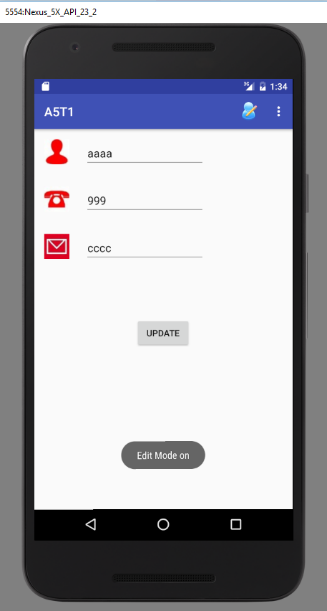 5554:Nexus_5X_API_23_2
1:34
A5T1
aaaa
999
cccc
UPDATE
Edit Mode on